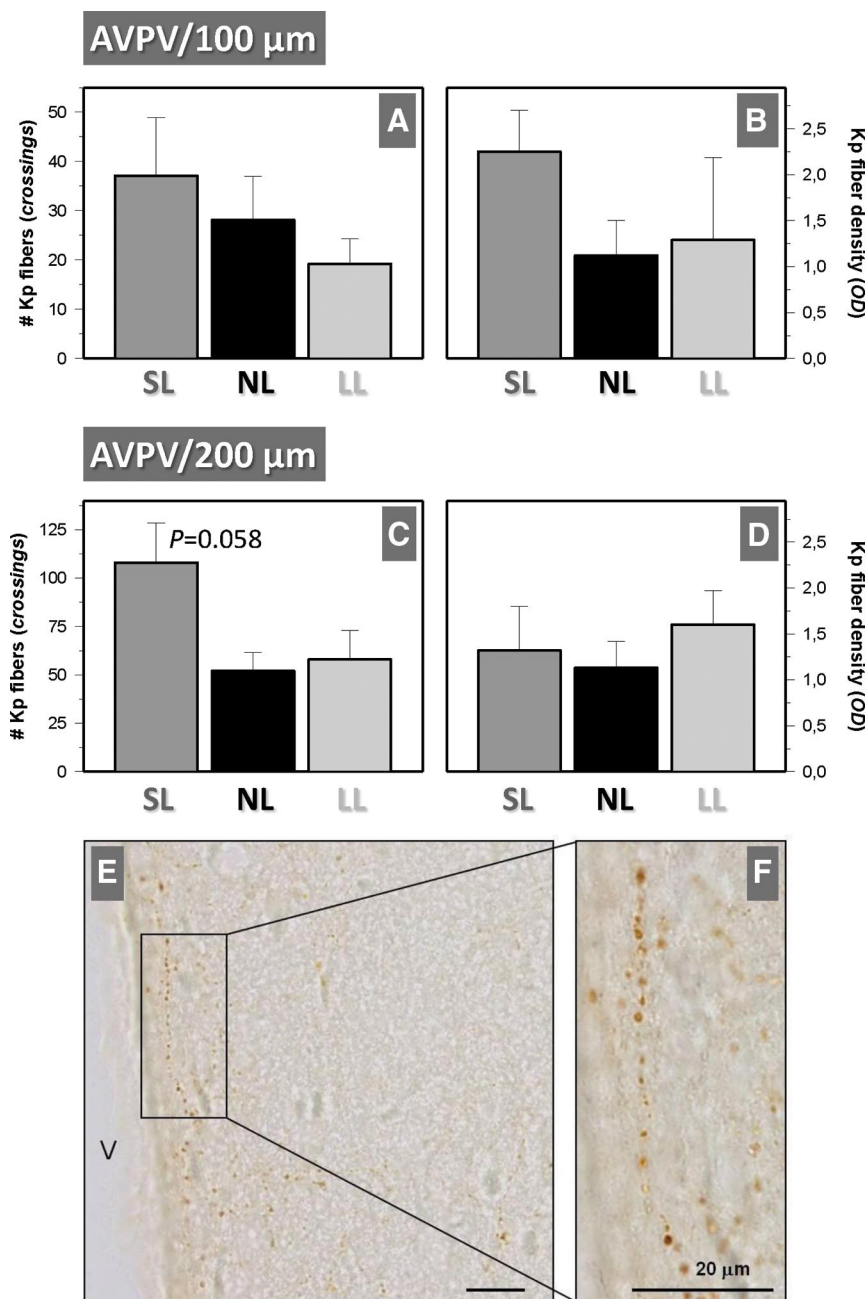 AVPV/100 µm
# Kp fibers (crossings)
50
40
30
20
10
0
A
SL NL LL
B
2,5
2,0
1,5
1,0
0,5
0,0
Kp fiber density (OD)
SL NL LL
AVPV/200 µm
# Kp fibers (crossings)
125
100
75
50
25
0
P=0.058
C
SL NL LL
D
2,5
2,0
1,5
1,0
0,5
0,0
Kp fiber density (OD)
SL NL LL
E
V
F
20 µm